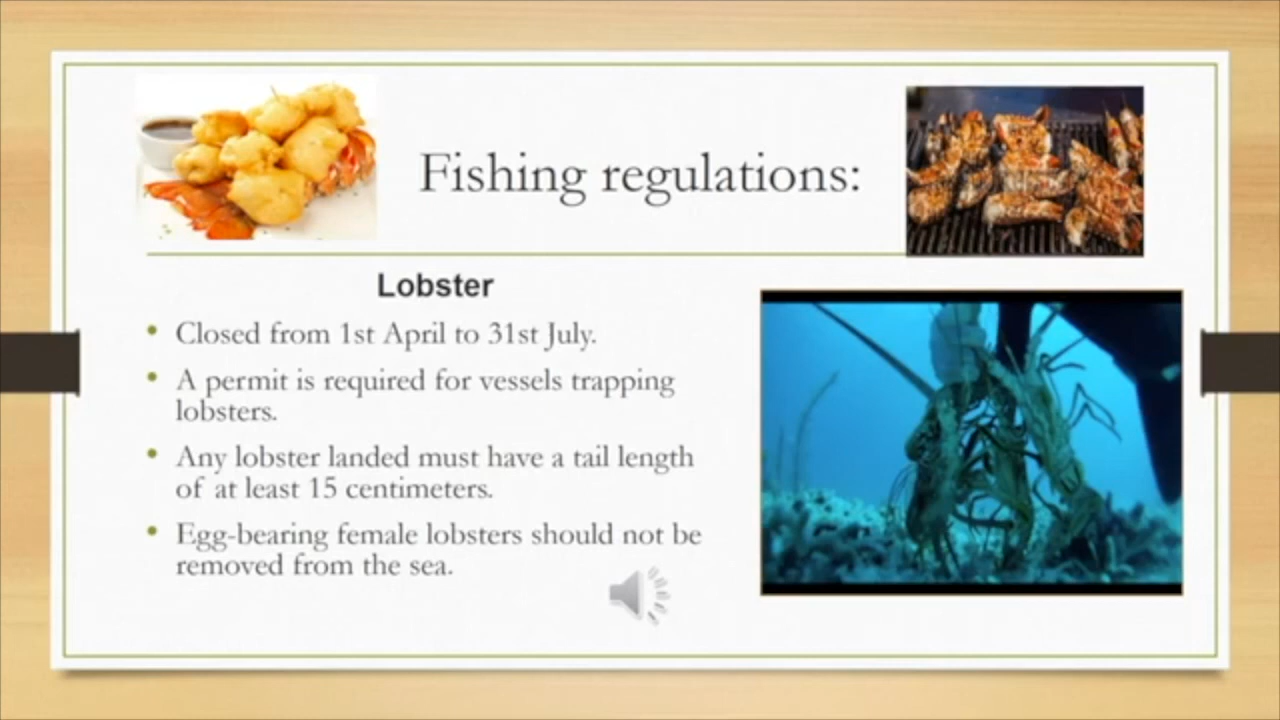 Fishing regulations:
Lobster
• Closed from 1st April to 31st July.
• A permit is required for vessels trapping
lobsters.
• Any lobster landed must have a tail length
of at least 15 centimeters.
• Egg-bearing female lobsters should not be
removed from the sea.